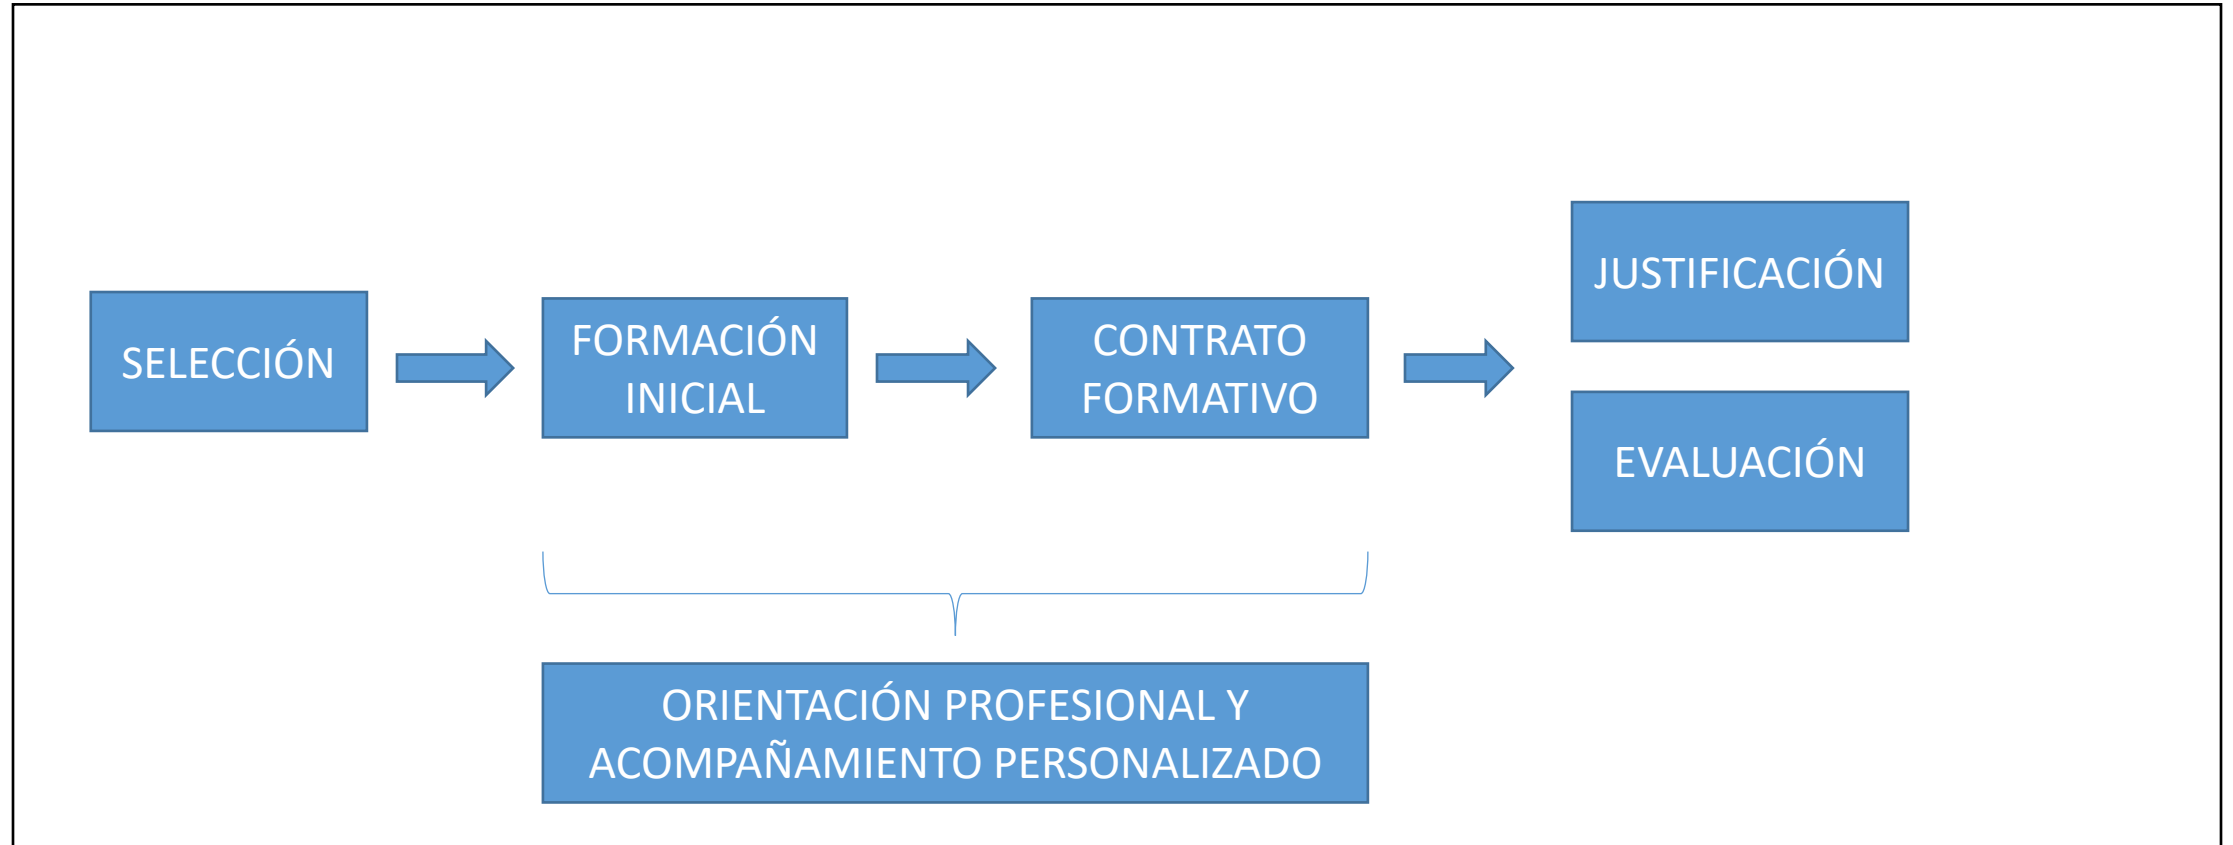 SELECCIÓN
FORMACIÓN
INICIAL
CONTRATO
FORMATIVO
JUSTIFICACIÓN
EVALUACIÓN
ORIENTACIÓN PROFESIONAL Y
ACOMPAÑAMIENTO PERSONALIZADO